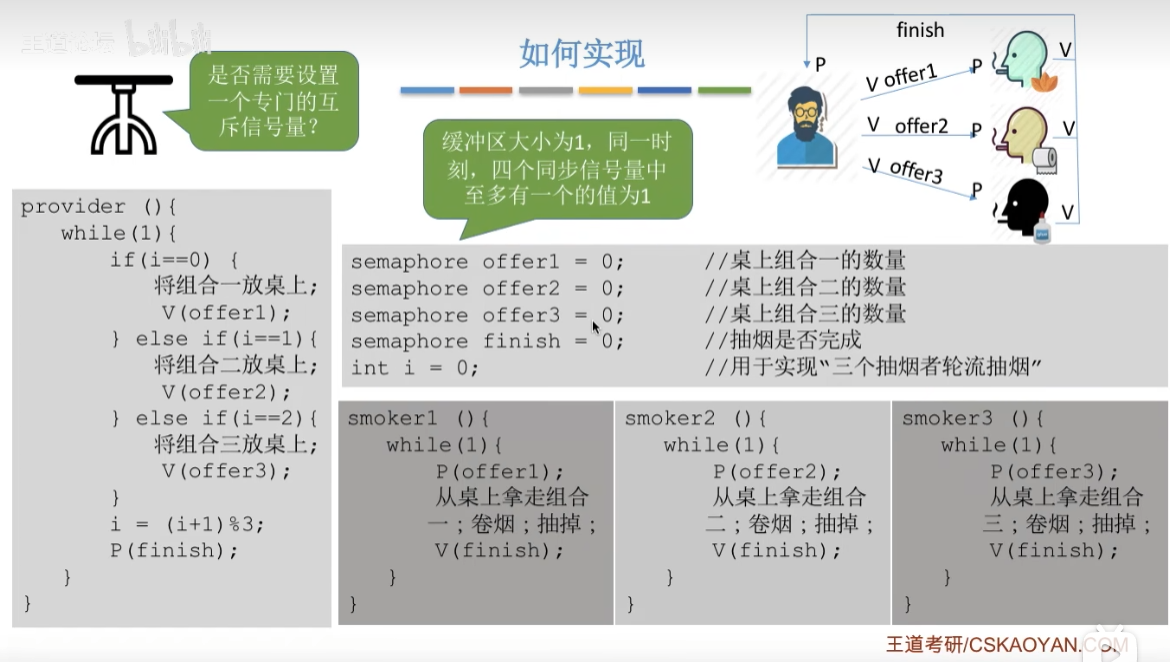 王道论坛 bilibili
如何实现
是否需要设置
一个专门的互
斥信号量？
缓冲区大小为1，同一时
刻，四个同步信号量中
至多有一个的值为1
finish
P
V offer1 P V
V offer2 P V
V offer3 P V
provider (){
while(1){
if(i==0) {
将组合一放桌上;
V(offer1);
} else if(i==1){
将组合二放桌上;
V(offer2);
} else if(i==2){
将组合三放桌上;
V(offer3);
}
i = (i+1)%3;
P(finish);
}
}
semaphore offer1 = 0; //桌上组合一的数量
semaphore offer2 = 0; //桌上组合二的数量
semaphore offer3 = 0; //桌上组合三的数量
semaphore finish = 0; //抽烟是否完成
int i = 0; //用于实现“三个抽烟者轮流抽烟”
smoker1 (){
while(1){
P(offer1);
从桌上拿走组合
一；卷烟；抽掉；
V(finish);
}
}
smoker2 (){
while(1){
P(offer2);
从桌上拿走组合
二；卷烟；抽掉；
V(finish);
}
}
smoker3 (){
while(1){
P(offer3);
从桌上拿走组合
三；卷烟；抽掉；
V(finish);
}
}
王道考研/CSKAOYAN.COM